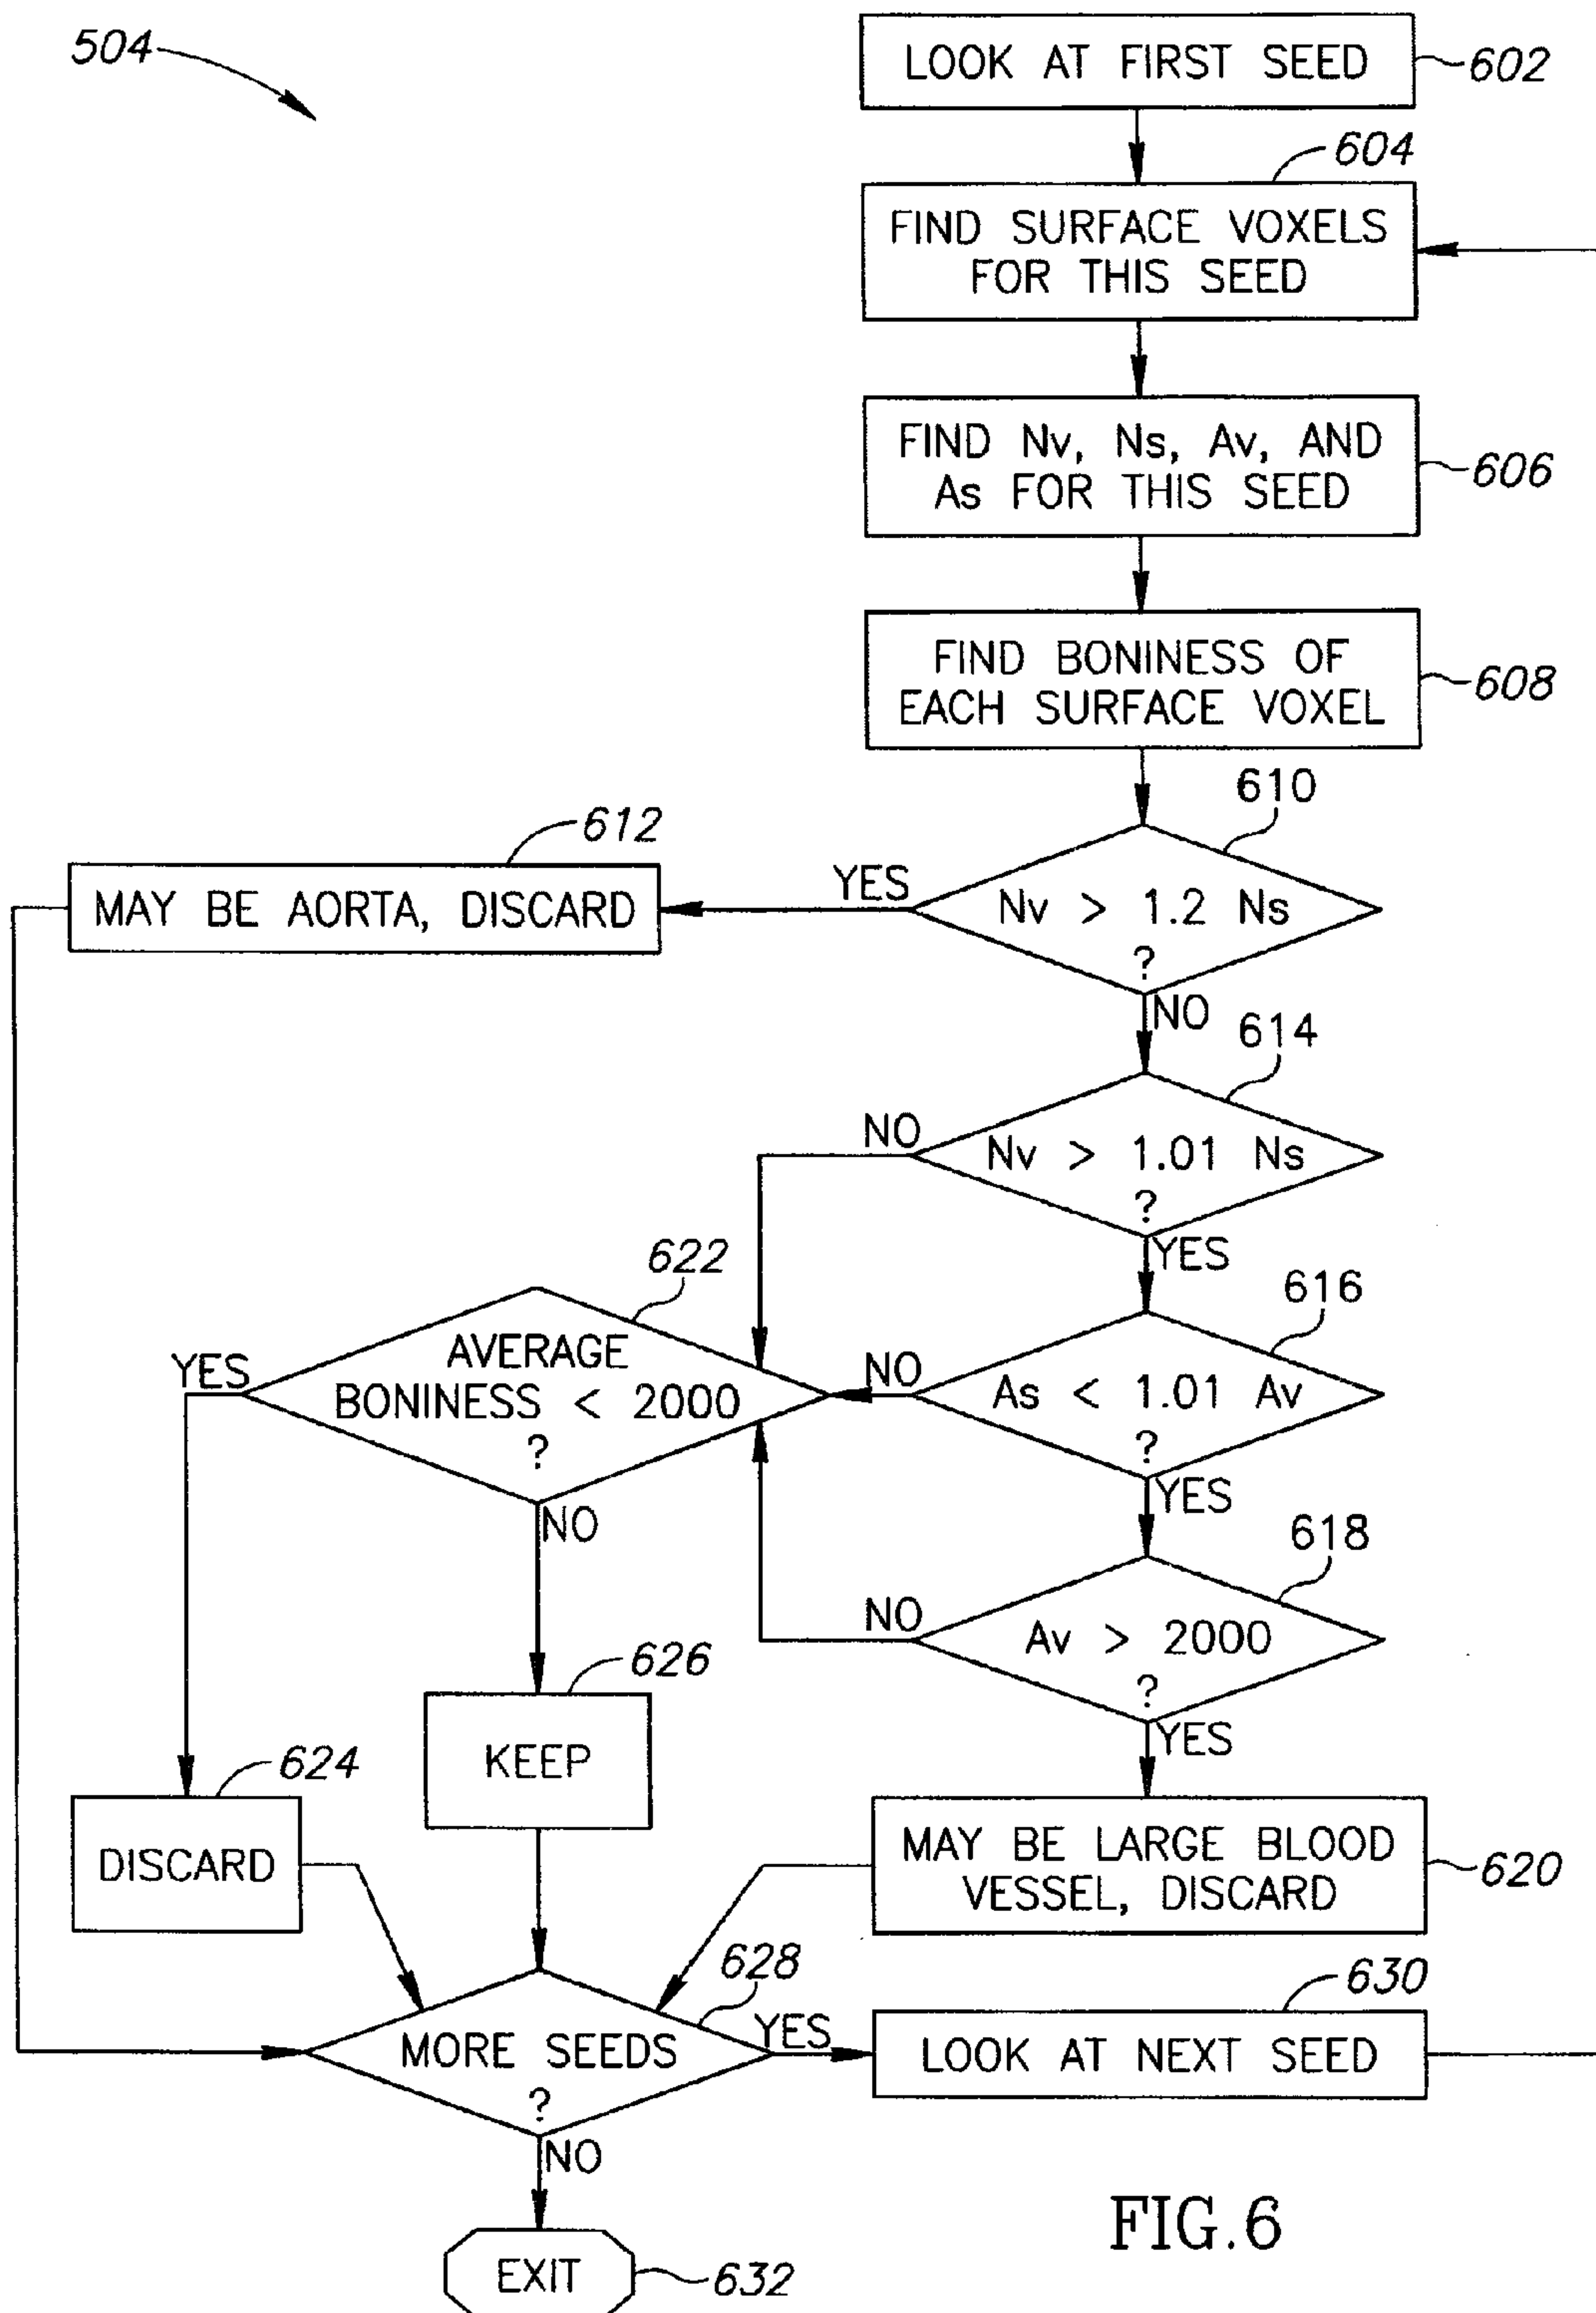 504
LOOK AT FIRST SEED
602
604
FIND SURFACE VOXELS
FOR THIS SEED
FIND Nv, Ns, Av, AND
As FOR THIS SEED
606
FIND BONINESS OF
EACH SURFACE VOXEL
608
610
612
YES
MAY BE AORTA, DISCARD
Nv > 1.2 Ns
?
NO
614
NO
Nv > 1.01 Ns
?
YES
622
616
AVERAGE
BONINESS < 2000
?
YES
NO
NO
As < 1.01 Av
?
YES
618
NO
Av > 2000
?
YES
626
KEEP
624
DISCARD
MAY BE LARGE BLOOD
VESSEL, DISCARD
620
628
630
MORE SEEDS
?
YES
LOOK AT NEXT SEED
NO
EXIT
632
FIG.6